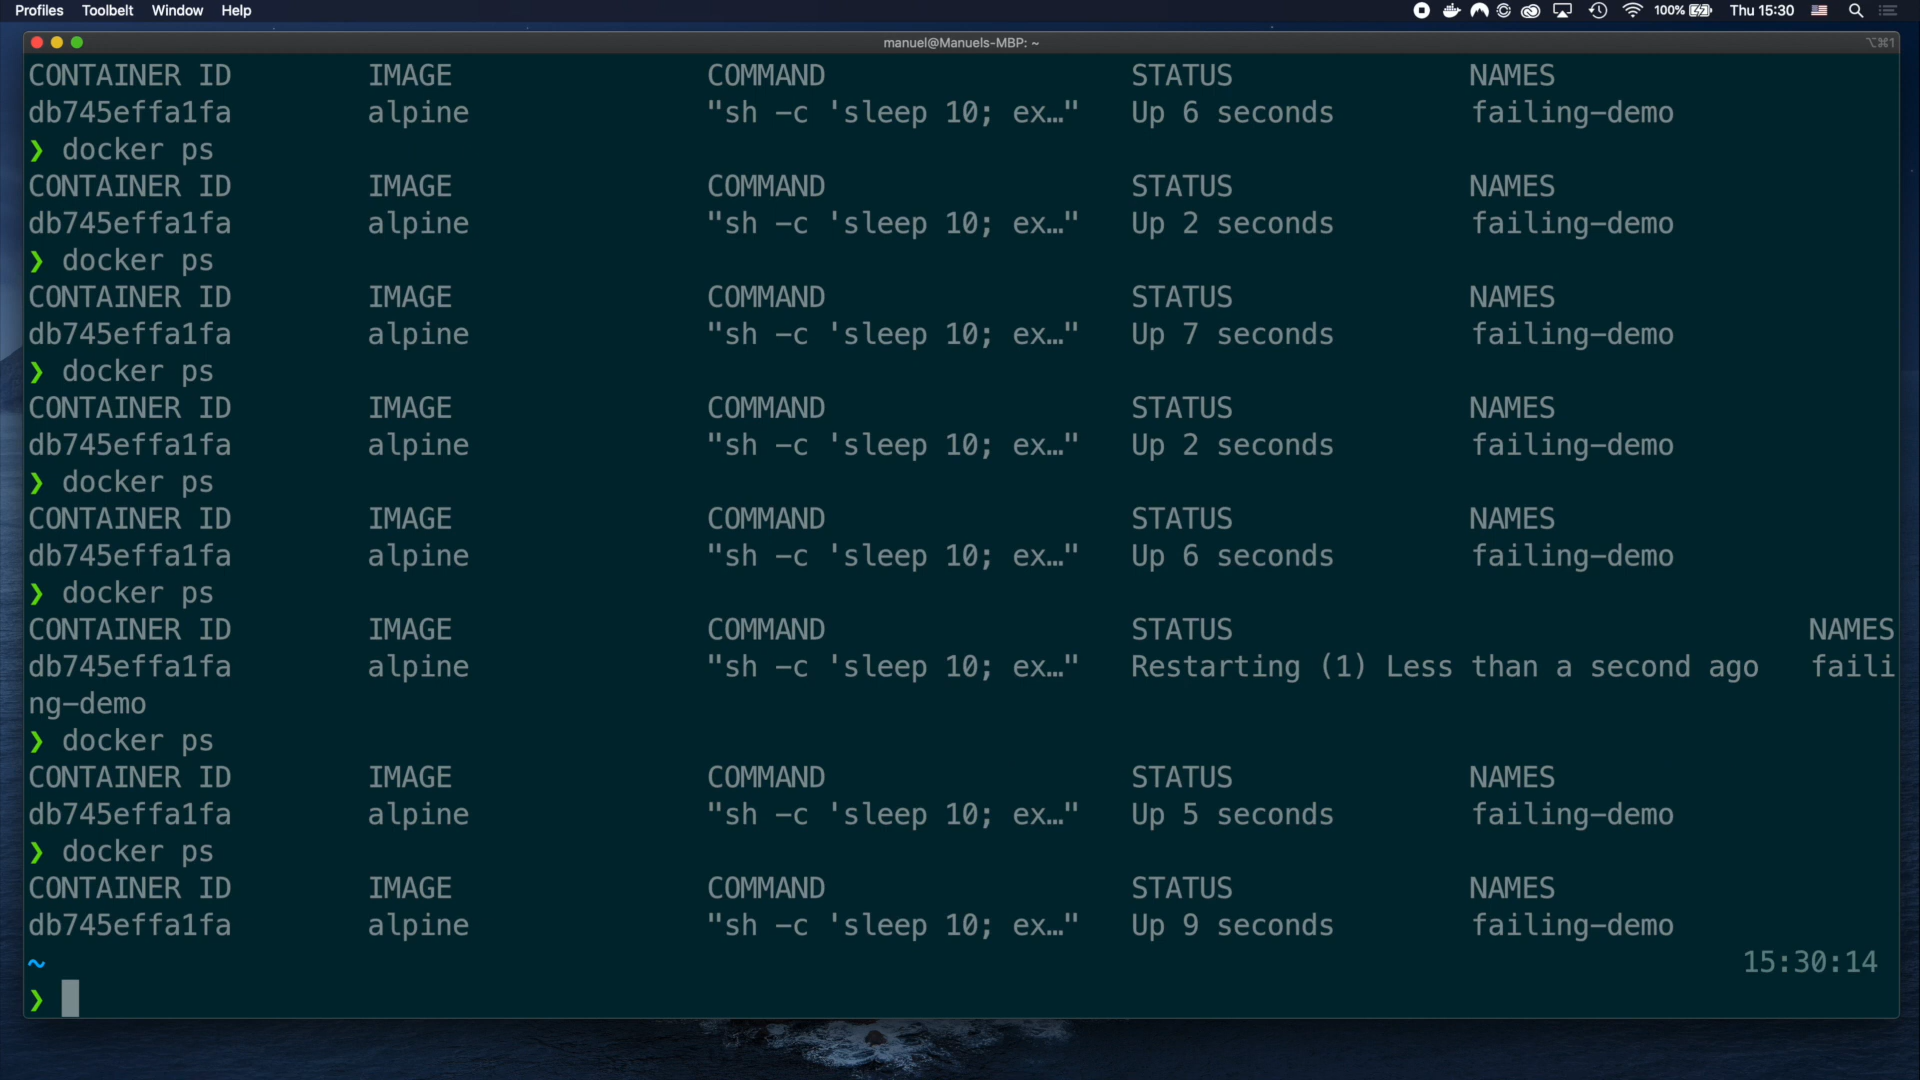 Profiles Toolbelt Window Help 100% Thu 15:30
manuel@Manuels-MBP: ~ ⌥⌘1
CONTAINER ID IMAGE COMMAND STATUS NAMES
db745effa1fa alpine "sh -c 'sleep 10; ex…" Up 6 seconds failing-demo
❯ docker ps
CONTAINER ID IMAGE COMMAND STATUS NAMES
db745effa1fa alpine "sh -c 'sleep 10; ex…" Up 2 seconds failing-demo
❯ docker ps
CONTAINER ID IMAGE COMMAND STATUS NAMES
db745effa1fa alpine "sh -c 'sleep 10; ex…" Up 7 seconds failing-demo
❯ docker ps
CONTAINER ID IMAGE COMMAND STATUS NAMES
db745effa1fa alpine "sh -c 'sleep 10; ex…" Up 2 seconds failing-demo
❯ docker ps
CONTAINER ID IMAGE COMMAND STATUS NAMES
db745effa1fa alpine "sh -c 'sleep 10; ex…" Up 6 seconds failing-demo
❯ docker ps
CONTAINER ID IMAGE COMMAND STATUS NAMES
db745effa1fa alpine "sh -c 'sleep 10; ex…" Restarting (1) Less than a second ago faili
ng-demo
❯ docker ps
CONTAINER ID IMAGE COMMAND STATUS NAMES
db745effa1fa alpine "sh -c 'sleep 10; ex…" Up 5 seconds failing-demo
❯ docker ps
CONTAINER ID IMAGE COMMAND STATUS NAMES
db745effa1fa alpine "sh -c 'sleep 10; ex…" Up 9 seconds failing-demo
~ 15:30:14
❯